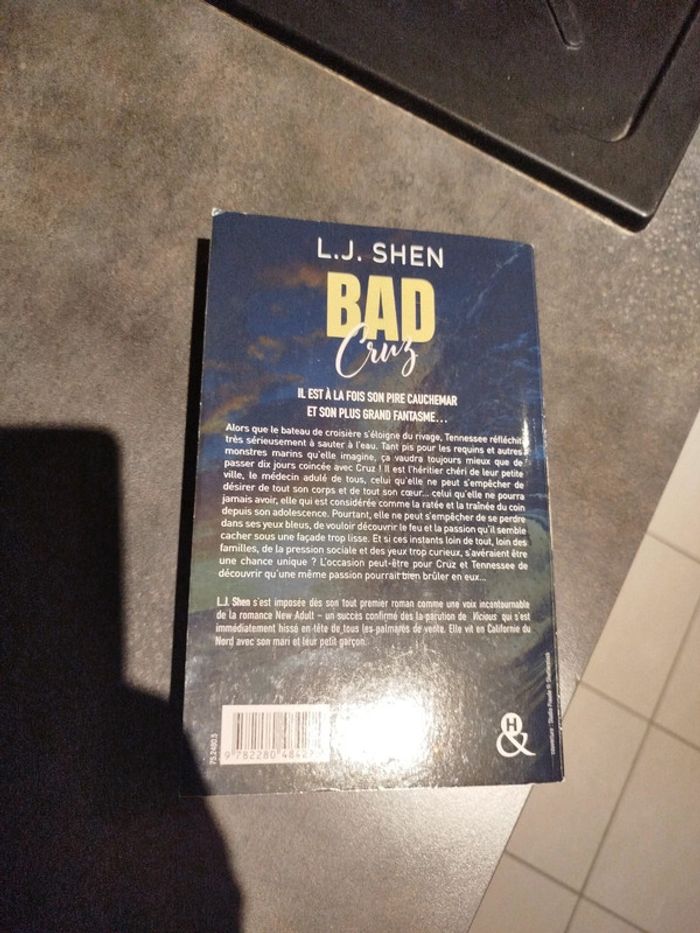 L.J. SHEN
BAD
Cruz
IL EST À LA FOIS SON PIRE CAUCHEMAR
ET SON PLUS GRAND FANTASME...
Alors que le bateau de croisière s'éloigne du rivage, Tennessee réfléchit
très sérieusement à sauter à l'eau. Tant pis pour les requins et autres
monstres marins qu'elle imagine, ça vaudra toujours mieux que de
passer dix jours coincée avec Cruz ! Il est l'héritier chéri de leur petite
ville, le médecin adulé de tous, celui qu'elle ne peut s'empêcher de
désirer de tout son corps et de tout son cœur... celui qu'elle ne pourra
jamais avoir, elle qui est considérée comme la ratée et la traînée du coin
depuis son adolescence. Pourtant, elle ne peut s'empêcher de se perdre
dans ses yeux bleus, de vouloir découvrir le feu et la passion qu'il semble
cacher sous une façade trop lisse. Et si ces instants loin de tout, loin des
familles, de la pression sociale et des yeux trop curieux, s'avéraient être
une chance unique ? L'occasion peut-être pour Cruz et Tennessee de
découvrir qu'une même passion pourrait bien brûler en eux...
L.J. Shen s'est imposée dès son tout premier roman comme une voix incontournable
de la romance New Adult – un succès confirmé dès la parution de Vicious qui s'est
immédiatement hissé en tête de tous les palmarès de vente. Elle vit en Californie du
Nord avec son mari et leur petit garçon.
75.2480.5
9 782280 4842
H
&